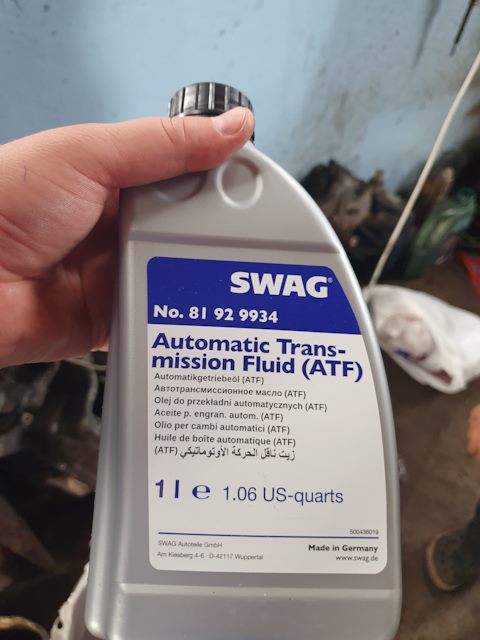 SWAG®
No. 81 92 9934
Automatic Trans-
mission Fluid (ATF)
Automatikgetriebeöl (ATF)
Автотрансмиссионное масло (ATF)
Olej do przekładni automatycznych (ATF)
Aceite p. engran. autom. (ATF)
Olio per cambi automatici (ATF)
Huile de boîte automatique (ATF)
زيت ناقل الحركة الأوتوماتيكي (ATF)
1 l e 1.06 US-quarts
500436019
SWAG Autoteile GmbH
Made in Germany
Am Kiesberg 4-6 · D-42117 Wuppertal
www.swag.de